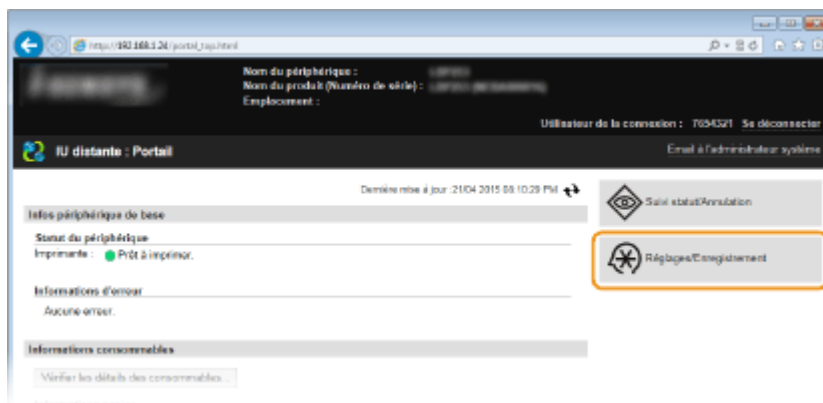 http://192.168.1.24/portal_top.html
Nom du périphérique :
Nom du produit (Numéro de série) :
Emplacement :
Utilisateur de la connexion : 7654321 Se déconnecter
IU distante : Portail
Email à l'administrateur système
Dernière mise à jour :21/04 2015 08:10:29 PM
Infos périphérique de base
Suivi statut/Annulation
Statut du périphérique
Imprimante : Prêt à imprimer.
Réglages/Enregistrement
Informations d'erreur
Aucune erreur.
Informations consommables
Vérifier les détails des consommables...